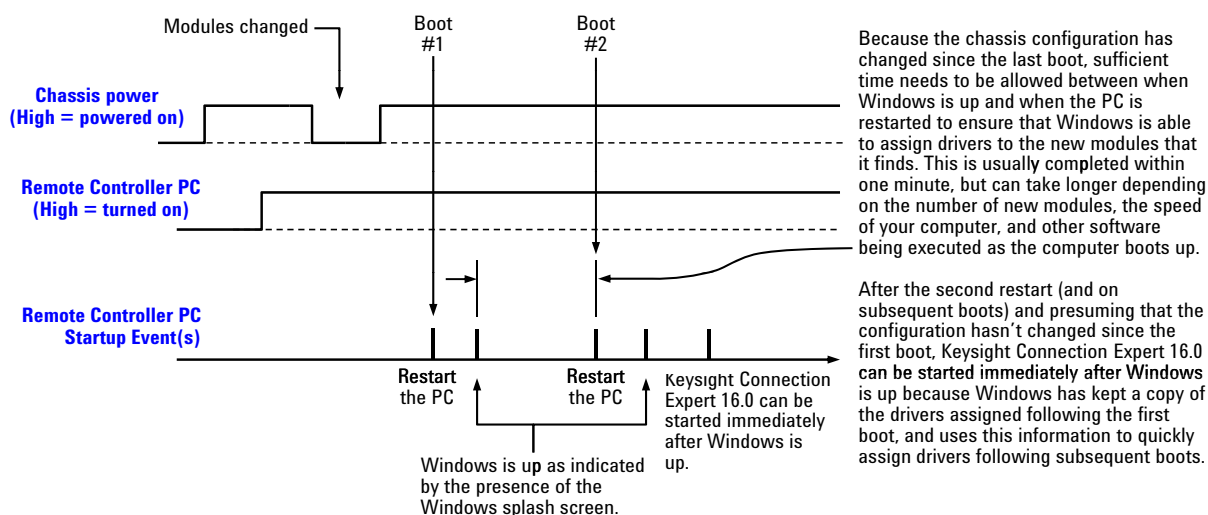 Modules changed
Boot
#1
Boot
#2
Chassis power
(High = powered on)
Remote Controller PC
(High = turned on)
Remote Controller PC
Startup Event(s)
Restart
the PC
Restart
the PC
Keysight Connection
Expert 16.0 can be
started immediately
after Windows is
up.
Windows is up as indicated
by the presence of the
Windows splash screen.
Because the chassis configuration has
changed since the last boot, sufficient
time needs to be allowed between when
Windows is up and when the PC is
restarted to ensure that Windows is able
to assign drivers to the new modules that
it finds. This is usually completed within
one minute, but can take longer depending
on the number of new modules, the speed
of your computer, and other software
being executed as the computer boots up.
After the second restart (and on
subsequent boots) and presuming that the
configuration hasn't changed since the
first boot, Keysight Connection Expert 16.0
can be started immediately after Windows
is up because Windows has kept a copy of
the drivers assigned following the first
boot, and uses this information to quickly
assign drivers following subsequent boots.